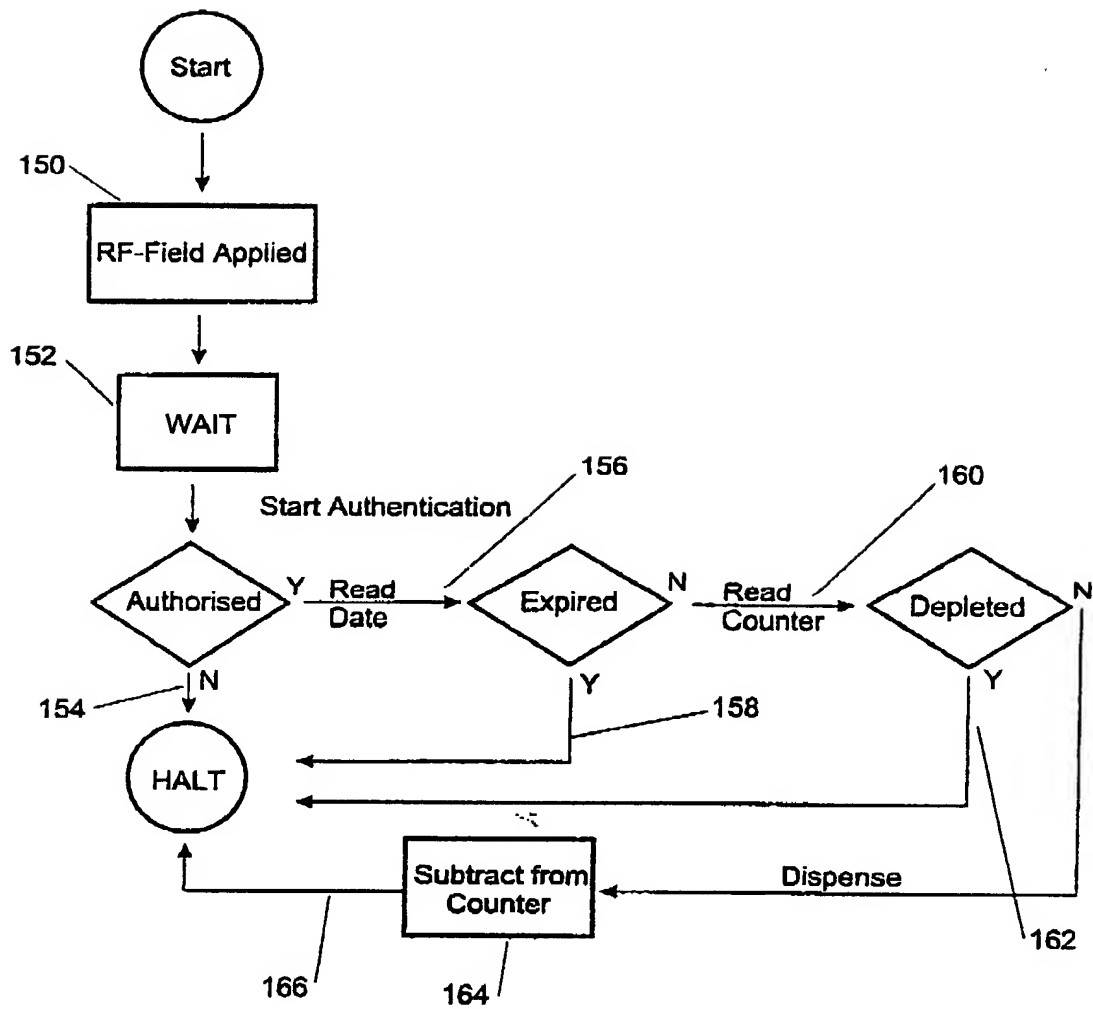 Start
150
RF-Field Applied
152
WAIT
156
160
Start Authentication
Authorised
Y
Read
Date
Expired
N
Read
Counter
Depleted
N
N
Y
Y
154
158
HALT
Dispense
Subtract from
Counter
162
166
164